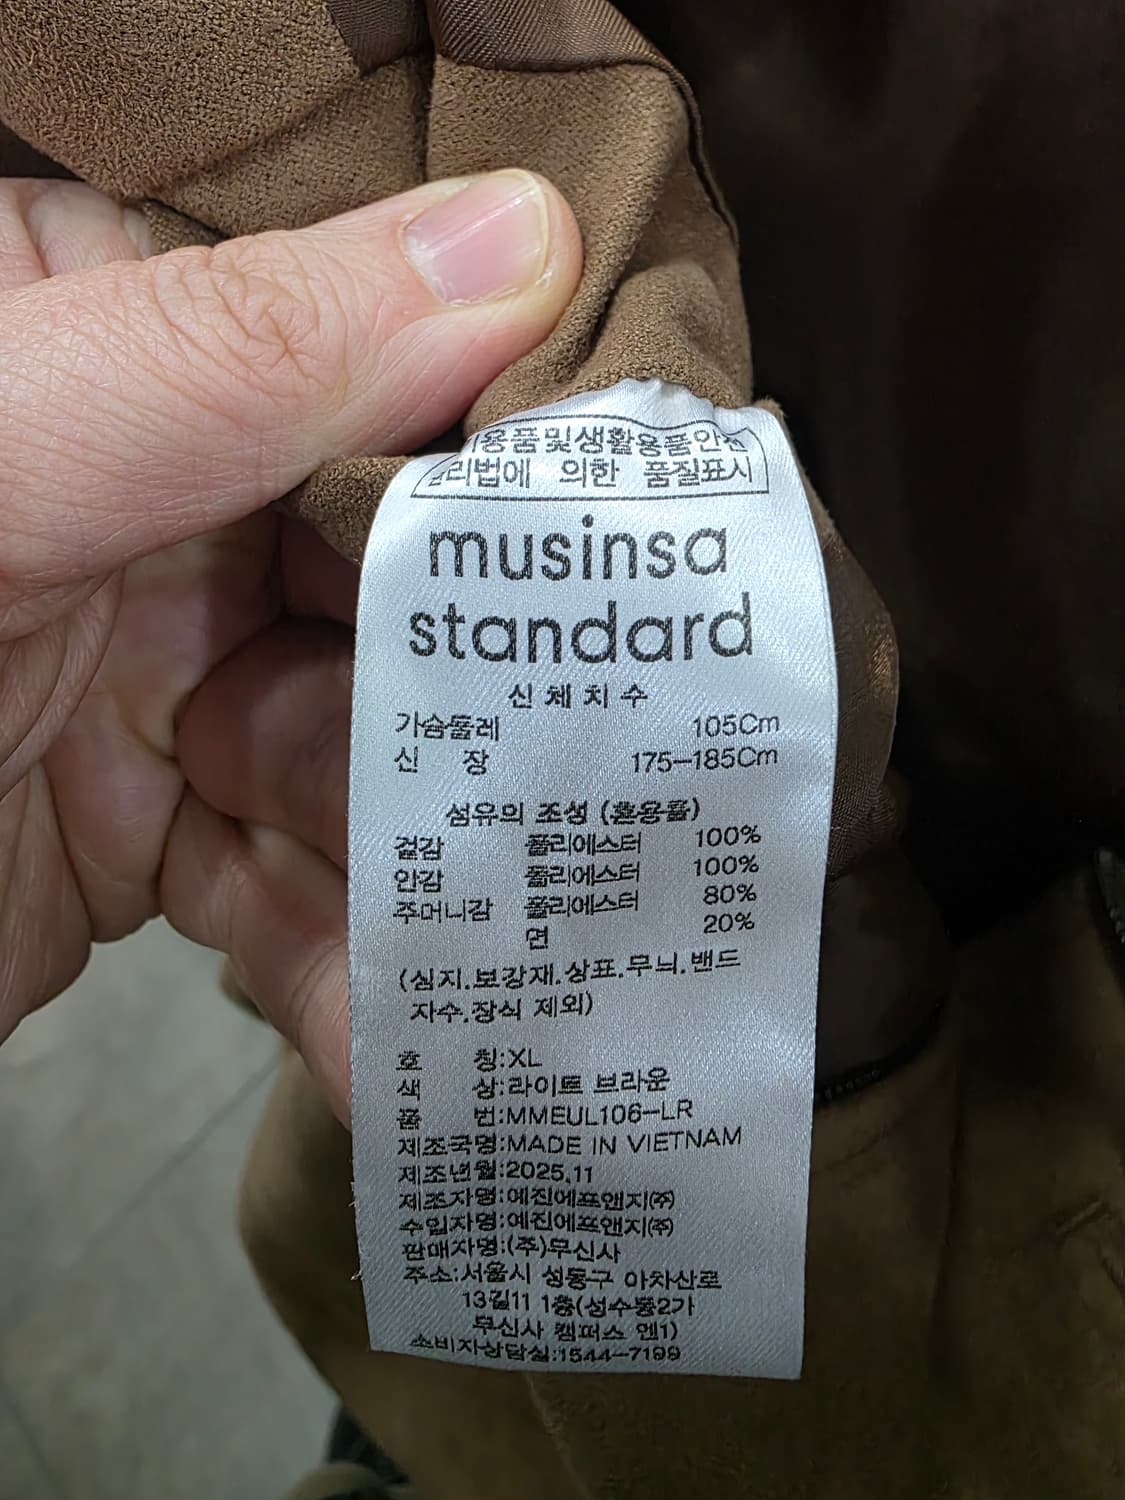 용품및생활용품안전
리법에 의한 품질표시
musinsa
standard
신체치수
가슴둘레 105Cm
신 장 175-185Cm
섬유의 조성 (혼용율)
겉감 폴리에스터 100%
안감 폴리에스터 100%
주머니감 폴리에스터 80%
면 20%
(심지.보강재.상표.무늬.밴드
자수.장식 제외)
호 칭:XL
색 상:라이트 브라운
품 번:MMEUL106-LR
제조국명:MADE IN VIETNAM
제조년월:2025.11
제조자명:예진에프앤지㈜
수입자명:예진에프앤지㈜
판매자명:(주)무신사
주소:서울시 성동구 아차산로
13길11 1층(성수동2가
무신사 캠퍼스 엔1)
소비자상담실:1544-7199